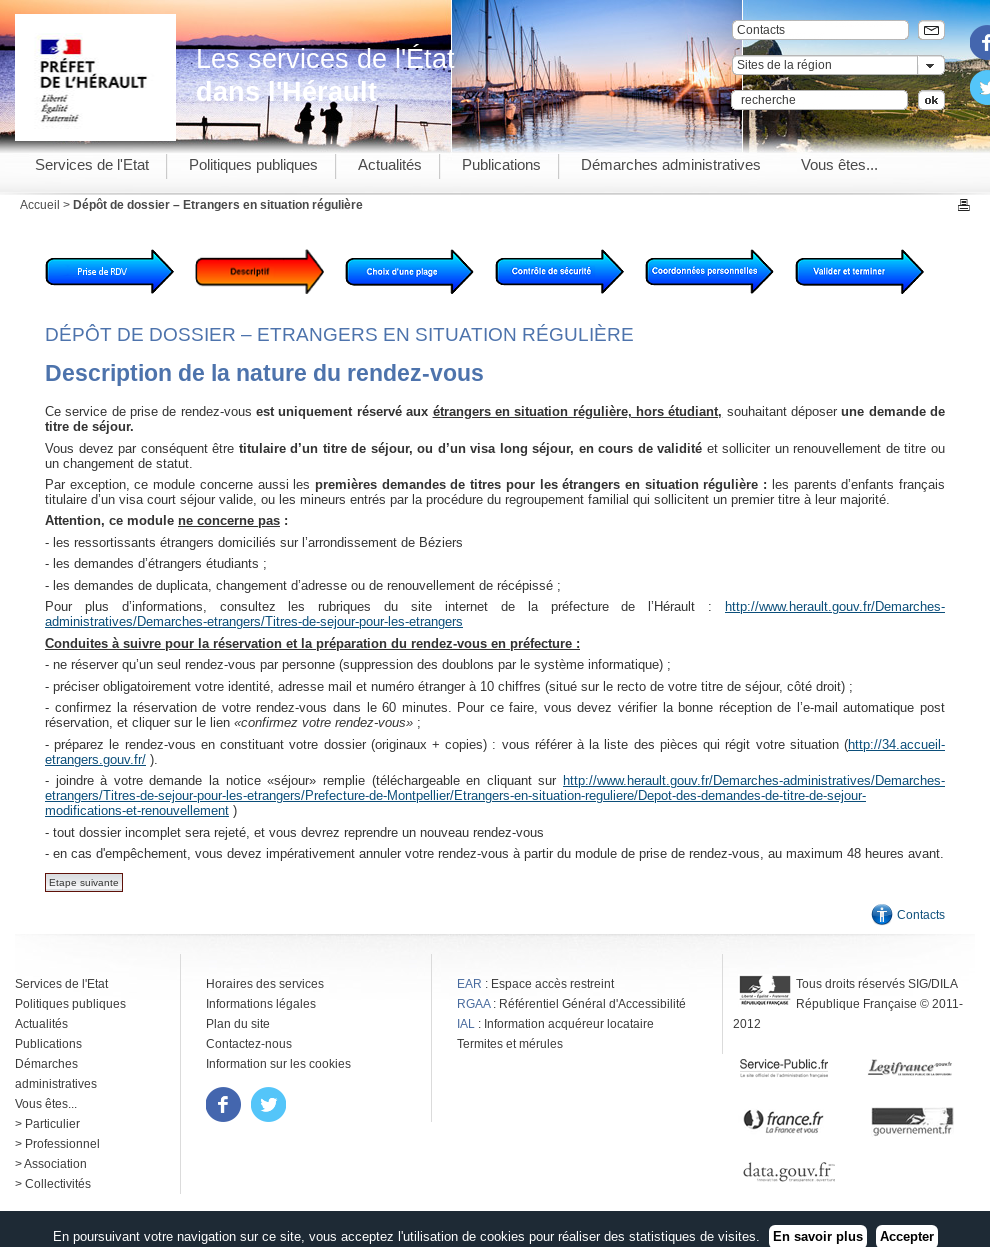 PRÉFET
DE L'HÉRAULT
Liberté
Égalité
Fraternité
Les services de l'État
dans l'Hérault
Contacts
Sites de la région
recherche
ok
Services de l'Etat
Politiques publiques
Actualités
Publications
Démarches administratives
Vous êtes...
Accueil > Dépôt de dossier – Etrangers en situation régulière
Prise de RDV
Descriptif
Choix d'une plage
Contrôle de sécurité
Coordonnées personnelles
Valider et terminer
DÉPÔT DE DOSSIER – ETRANGERS EN SITUATION RÉGULIÈRE
Description de la nature du rendez-vous
Ce service de prise de rendez-vous est uniquement réservé aux étrangers en situation régulière, hors étudiant, souhaitant déposer une demande de
titre de séjour.
Vous devez par conséquent être titulaire d’un titre de séjour, ou d’un visa long séjour, en cours de validité et solliciter un renouvellement de titre ou
un changement de statut.
Par exception, ce module concerne aussi les premières demandes de titres pour les étrangers en situation régulière : les parents d’enfants français
titulaire d’un visa court séjour valide, ou les mineurs entrés par la procédure du regroupement familial qui sollicitent un premier titre à leur majorité.
Attention, ce module ne concerne pas :
- les ressortissants étrangers domiciliés sur l’arrondissement de Béziers
- les demandes d’étrangers étudiants ;
- les demandes de duplicata, changement d’adresse ou de renouvellement de récépissé ;
Pour plus d’informations, consultez les rubriques du site internet de la préfecture de l’Hérault : http://www.herault.gouv.fr/Demarches-
administratives/Demarches-etrangers/Titres-de-sejour-pour-les-etrangers
Conduites à suivre pour la réservation et la préparation du rendez-vous en préfecture :
- ne réserver qu’un seul rendez-vous par personne (suppression des doublons par le système informatique) ;
- préciser obligatoirement votre identité, adresse mail et numéro étranger à 10 chiffres (situé sur le recto de votre titre de séjour, côté droit) ;
- confirmez la réservation de votre rendez-vous dans le 60 minutes. Pour ce faire, vous devez vérifier la bonne réception de l’e-mail automatique post
réservation, et cliquer sur le lien «confirmez votre rendez-vous» ;
- préparez le rendez-vous en constituant votre dossier (originaux + copies) : vous référer à la liste des pièces qui régit votre situation (http://34.accueil-
etrangers.gouv.fr/ ).
- joindre à votre demande la notice «séjour» remplie (téléchargeable en cliquant sur http://www.herault.gouv.fr/Demarches-administratives/Demarches-
etrangers/Titres-de-sejour-pour-les-etrangers/Prefecture-de-Montpellier/Etrangers-en-situation-reguliere/Depot-des-demandes-de-titre-de-sejour-
modifications-et-renouvellement )
- tout dossier incomplet sera rejeté, et vous devrez reprendre un nouveau rendez-vous
- en cas d'empêchement, vous devez impérativement annuler votre rendez-vous à partir du module de prise de rendez-vous, au maximum 48 heures avant.
Etape suivante
Contacts
Services de l'Etat
Politiques publiques
Actualités
Publications
Démarches
administratives
Vous êtes...
> Particulier
> Professionnel
> Association
> Collectivités
Horaires des services
Informations légales
Plan du site
Contactez-nous
Information sur les cookies
EAR : Espace accès restreint
RGAA : Référentiel Général d'Accessibilité
IAL : Information acquéreur locataire
Termites et mérules
Liberté • Égalité • Fraternité
RÉPUBLIQUE FRANÇAISE
Tous droits réservés SIG/DILA
République Française © 2011-
2012
Service-Public.fr
Le site officiel de l'administration française
Legifrance.gouv.fr
LE SERVICE PUBLIC DE LA DIFFUSION DU DROIT
france.fr
La France et vous
gouvernement.fr
data.gouv.fr
En poursuivant votre navigation sur ce site, vous acceptez l'utilisation de cookies pour réaliser des statistiques de visites. En savoir plus Accepter